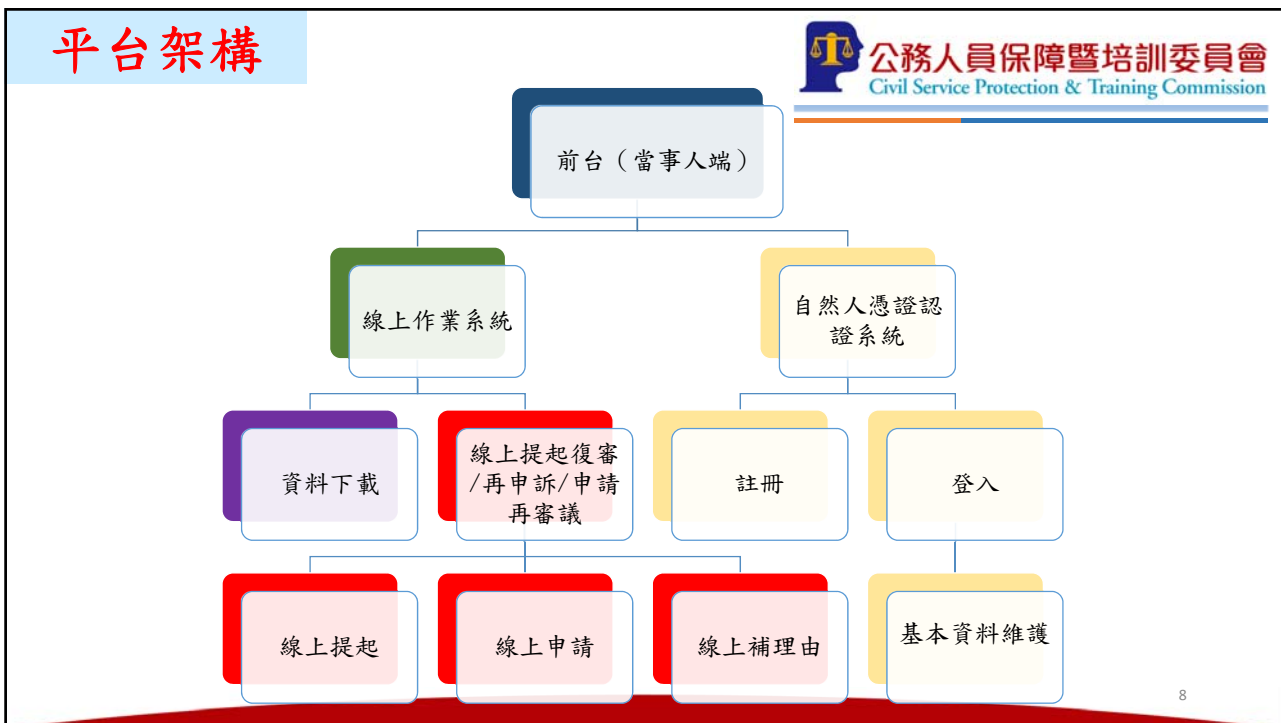 平台架構
公務人員保障暨培訓委員會
Civil Service Protection & Training Commission
前台（當事人端）
線上作業系統
自然人憑證認
證系統
資料下載
線上提起復審
/再申訴/申請
再審議
註冊
登入
線上提起
線上申請
線上補理由
基本資料維護
8